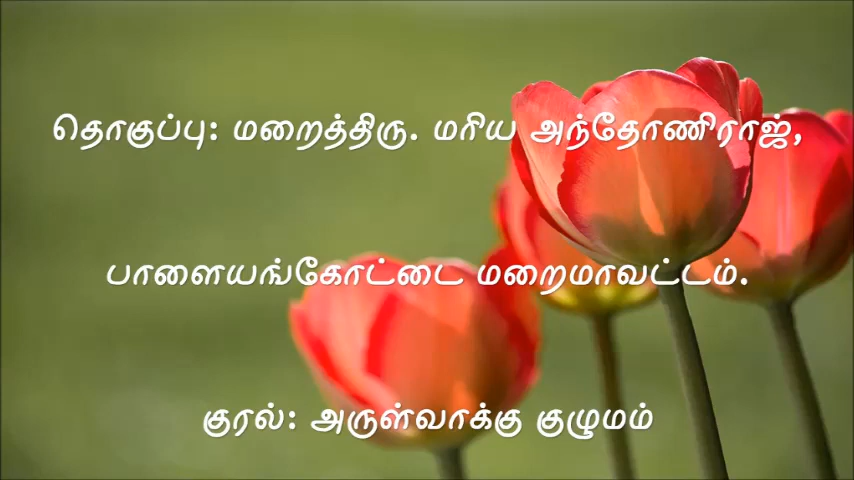 தொகுப்பு: மறைத்திரு. மரிய அந்தோணிராஜ்,
பாளையங்கோட்டை மறைமாவட்டம்.
குரல்: அருள்வாக்கு குழுமம்